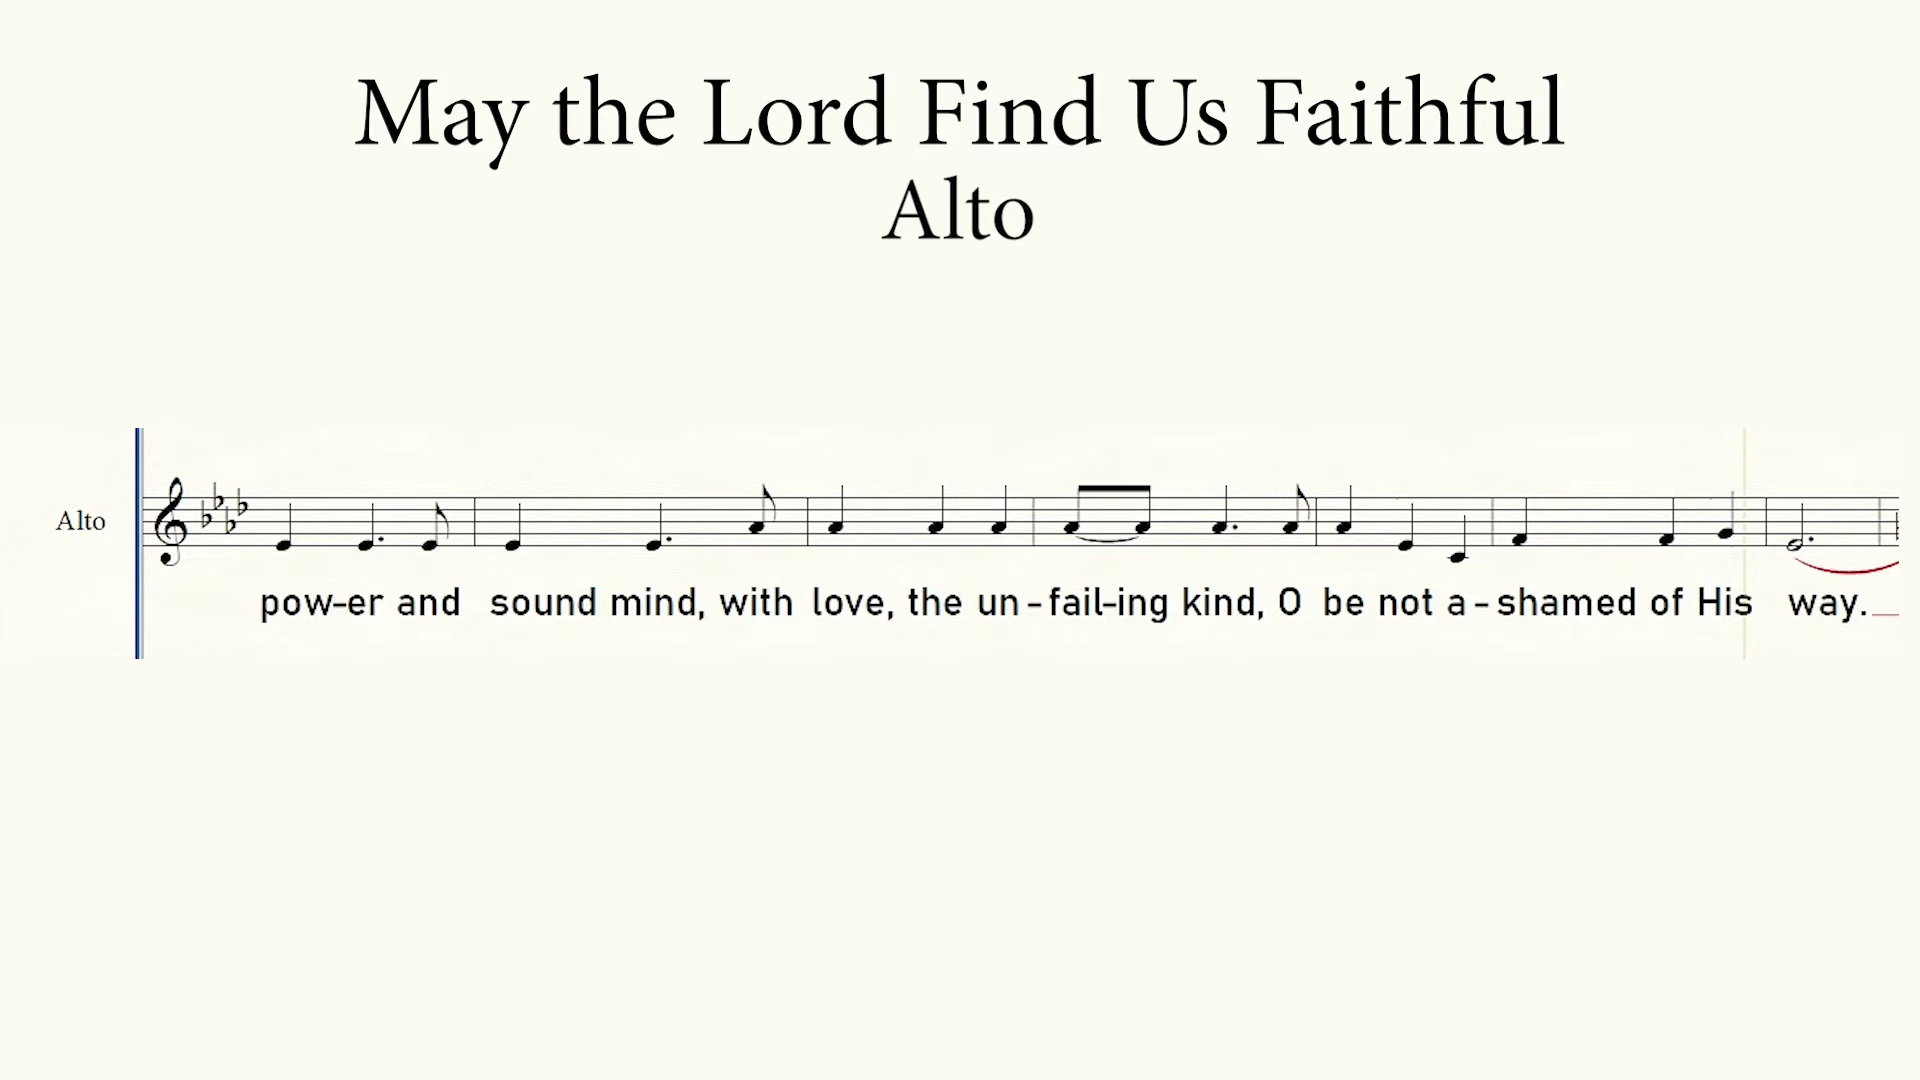 May the Lord Find Us Faithful
Alto
Alto
pow-er and sound mind, with love, the un-fail-ing kind, O be not a-shamed of His way.